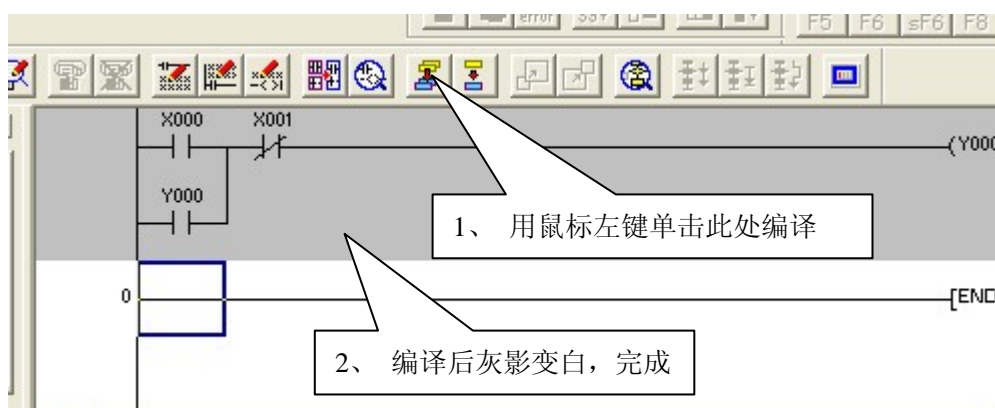 error
F5 F6 sF6 F8
X000 X001
(Y000
Y000
1、 用鼠标左键单击此处编译
0
[END
2、 编译后灰影变白，完成